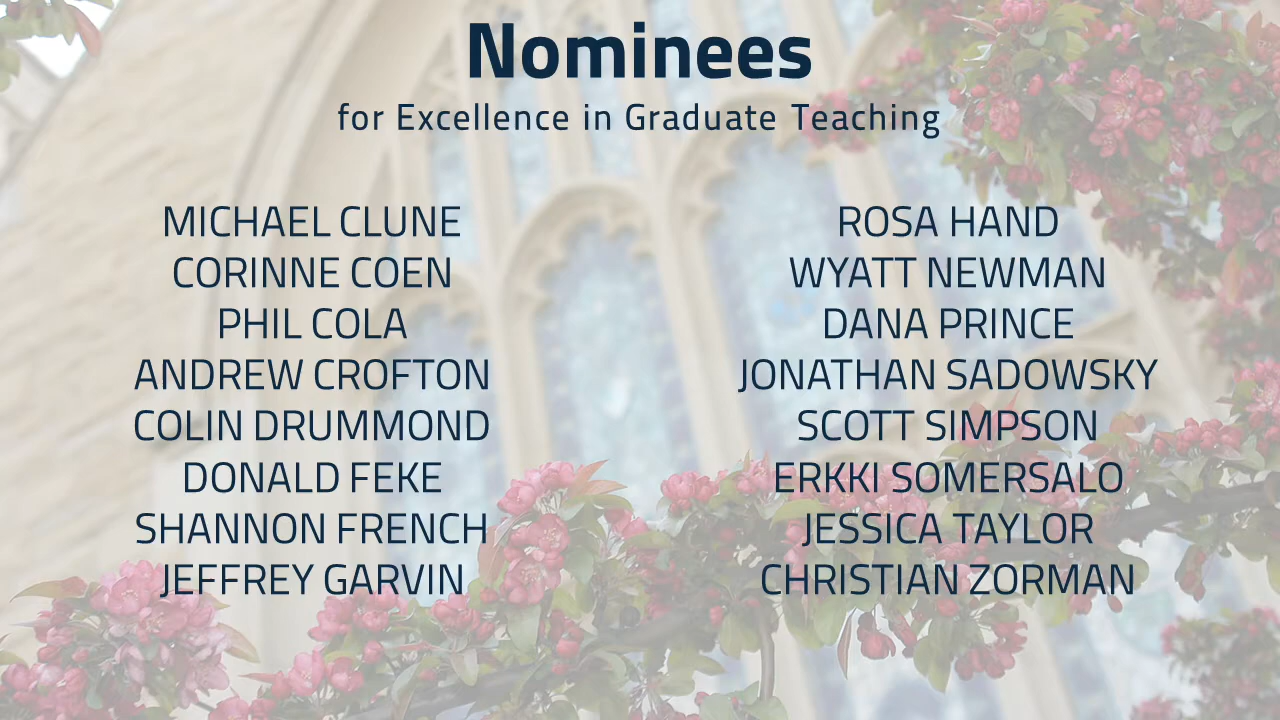 Nominees
for Excellence in Graduate Teaching
MICHAEL CLUNE
CORINNE COEN
PHIL COLA
ANDREW CROFTON
COLIN DRUMMOND
DONALD FEKE
SHANNON FRENCH
JEFFREY GARVIN
ROSA HAND
WYATT NEWMAN
DANA PRINCE
JONATHAN SADOWSKY
SCOTT SIMPSON
ERKKI SOMERSALO
JESSICA TAYLOR
CHRISTIAN ZORMAN